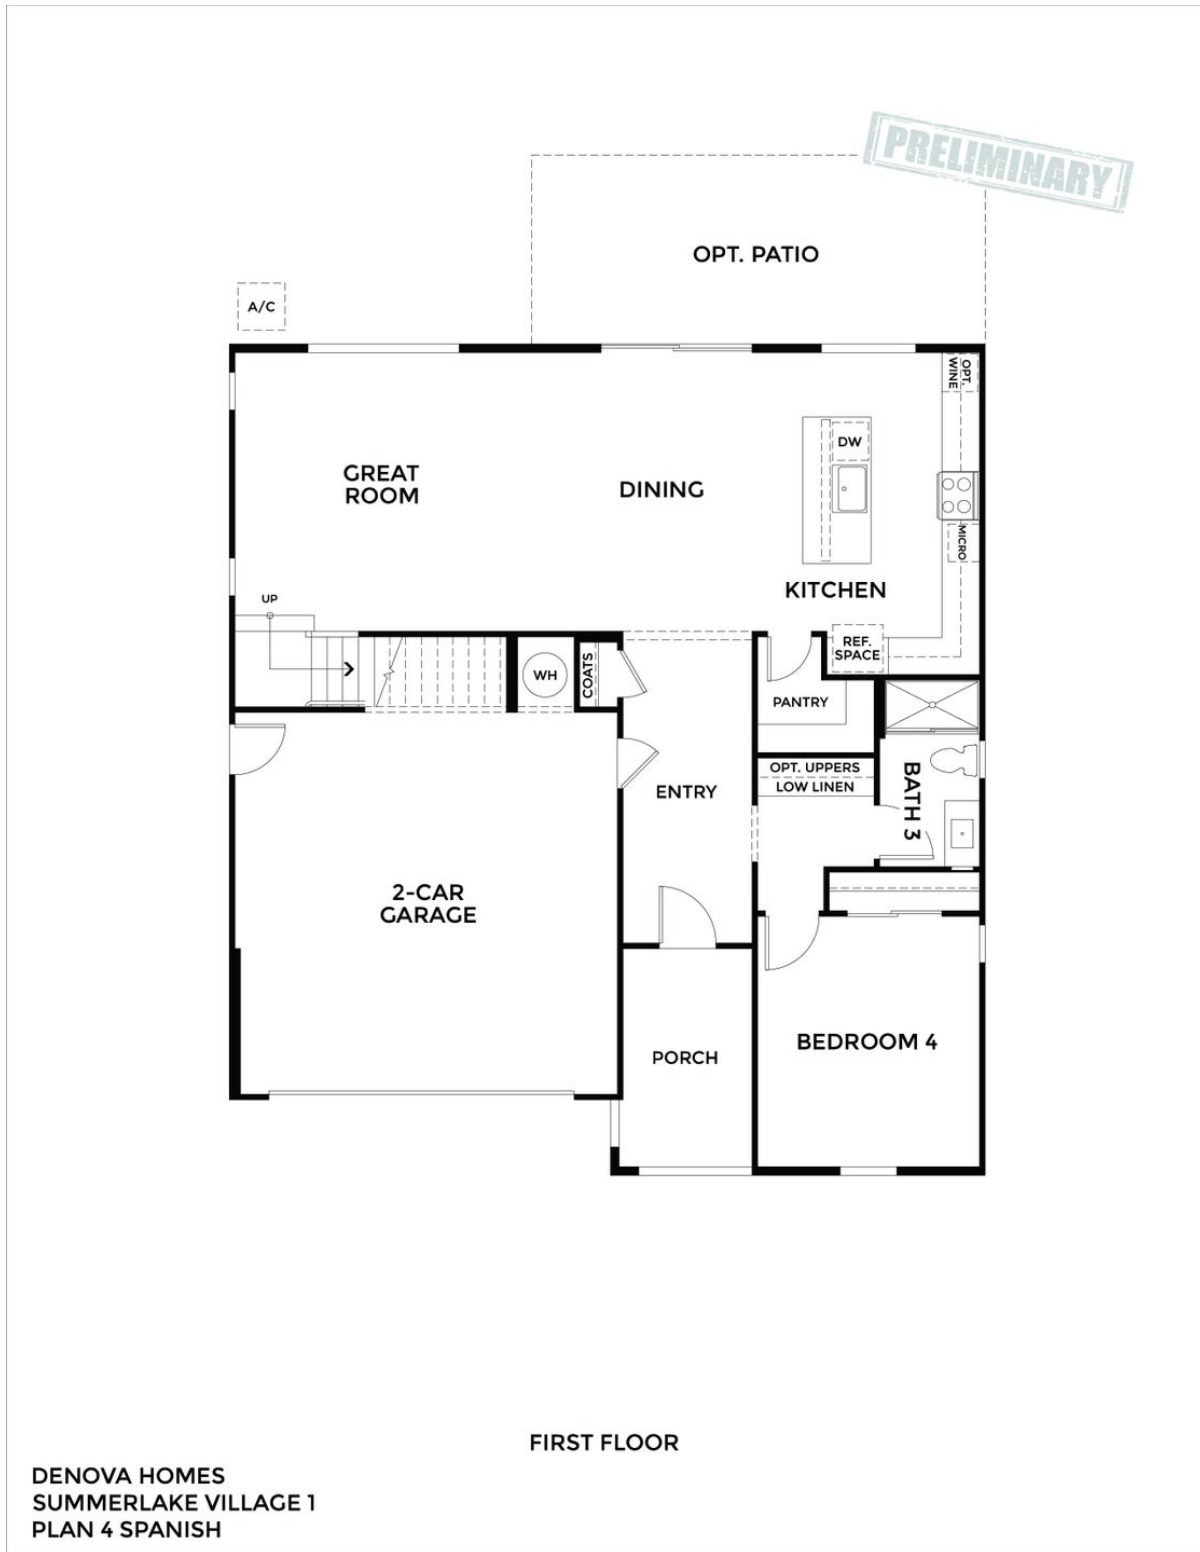 PRELIMINARY
OPT. PATIO
A/C
OPT.
WINE
DW
GREAT
ROOM
DINING
MICRO
KITCHEN
UP
REF.
SPACE
COATS
WH
PANTRY
OPT. UPPERS
LOW LINEN
BATH 3
ENTRY
2-CAR
GARAGE
BEDROOM 4
PORCH
FIRST FLOOR
DENOVA HOMES
SUMMERLAKE VILLAGE 1
PLAN 4 SPANISH